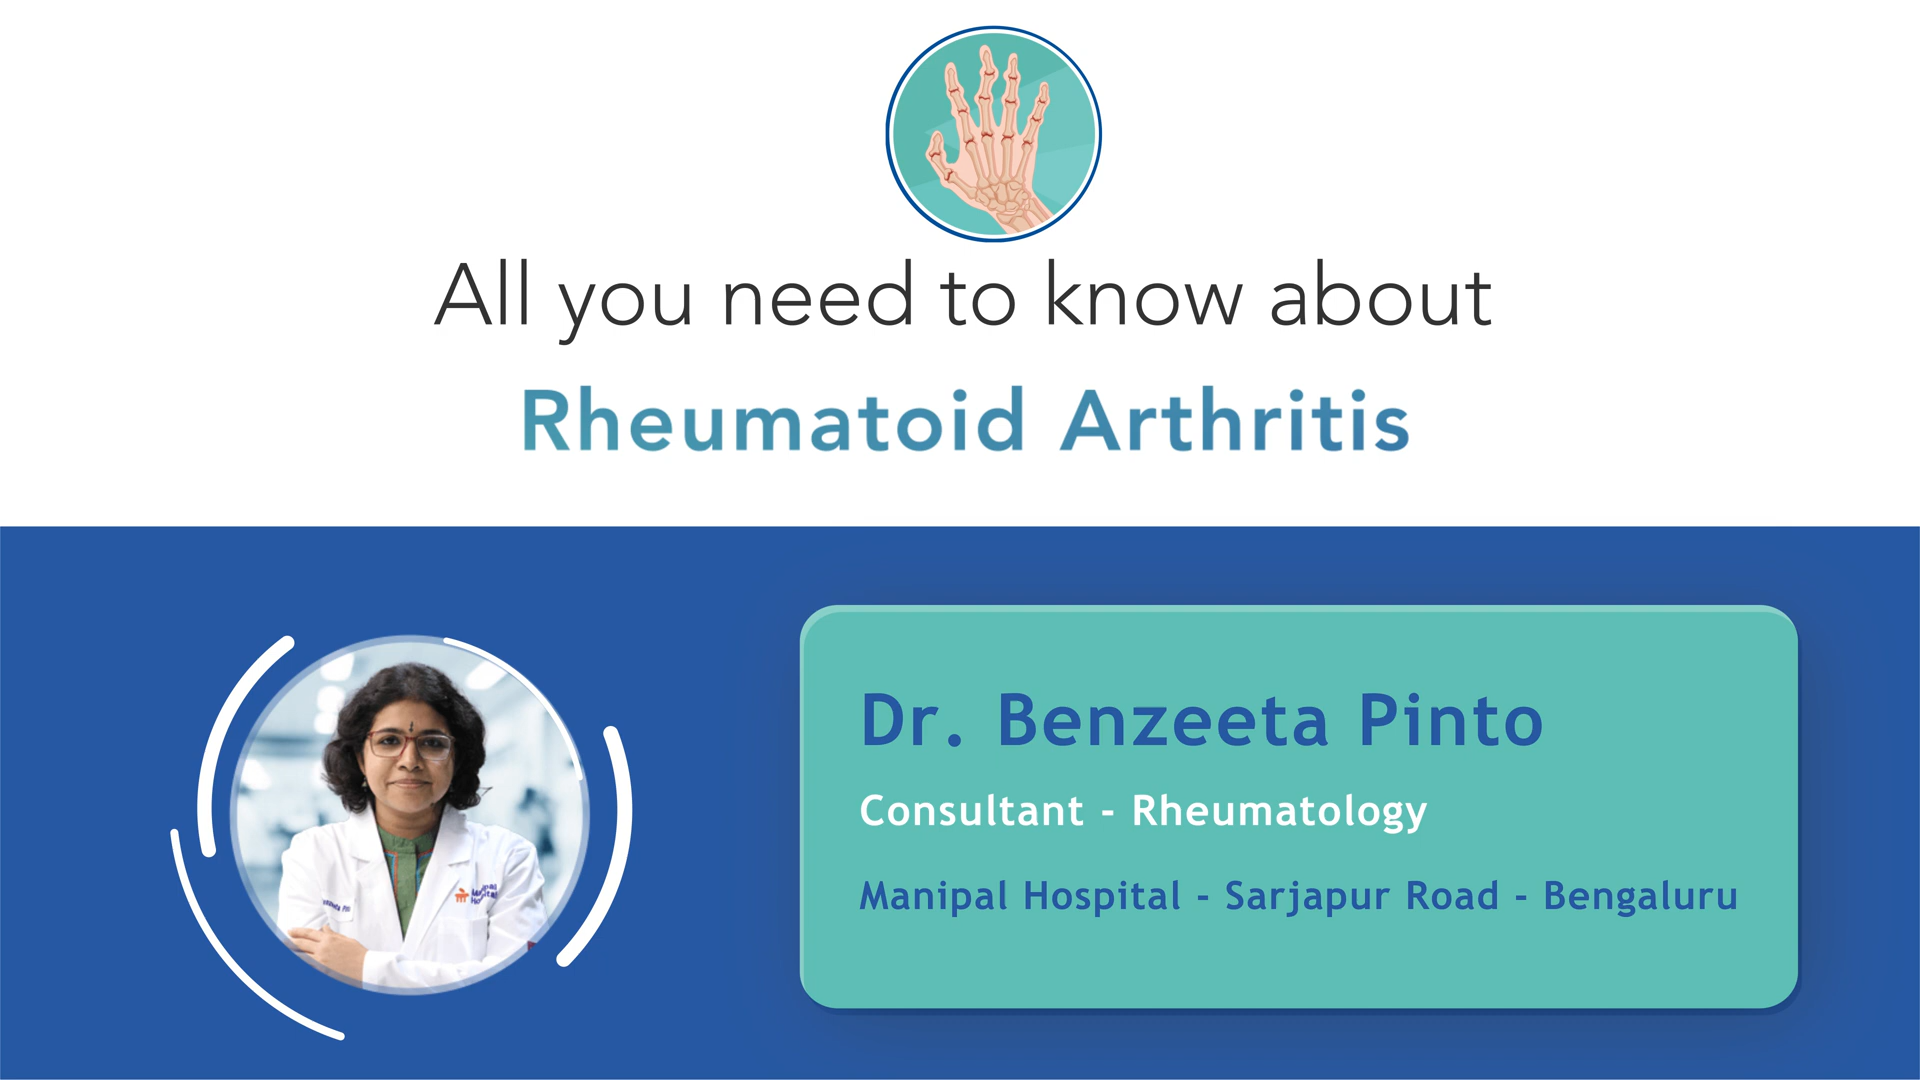 All you need to know about
Rheumatoid Arthritis
Dr. Benzeeta Pinto
Consultant - Rheumatology
Manipal Hospital - Sarjapur Road - Bengaluru